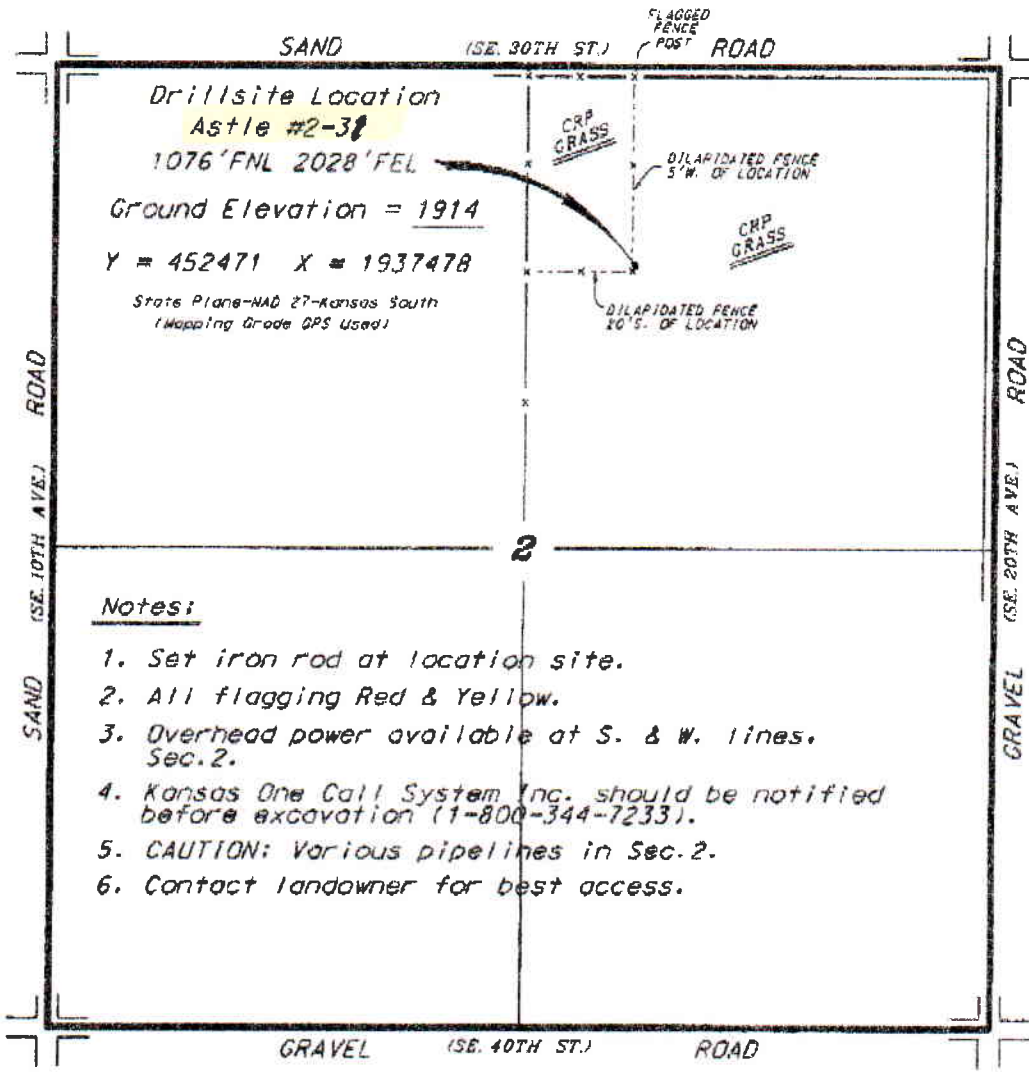 FLAGGED
FENCE
POST
SAND (SE. 30TH ST.) ROAD
Drillsite Location
Astle #2-31
1076'FNL 2028'FEL
CRP
GRASS
DILAPIDATED FENCE
5'W. OF LOCATION
Ground Elevation = 1914
CRP
GRASS
Y = 452471 X = 1937478
State Plane-NAD 27-Kansas South
(Mapping Grade GPS Used)
DILAPIDATED FENCE
20'S. OF LOCATION
SAND (SE. 10TH AVE.) ROAD
GRAVEL (SE. 20TH AVE.) ROAD
2
Notes:
1. Set iron rod at location site.
2. All flagging Red & Yellow.
3. Overhead power available at S. & W. lines.
Sec.2.
4. Kansas One Call System Inc. should be notified
before excavation (1-800-344-7233).
5. CAUTION: Various pipelines in Sec.2.
6. Contact landowner for best access.
GRAVEL (SE. 40TH ST.) ROAD